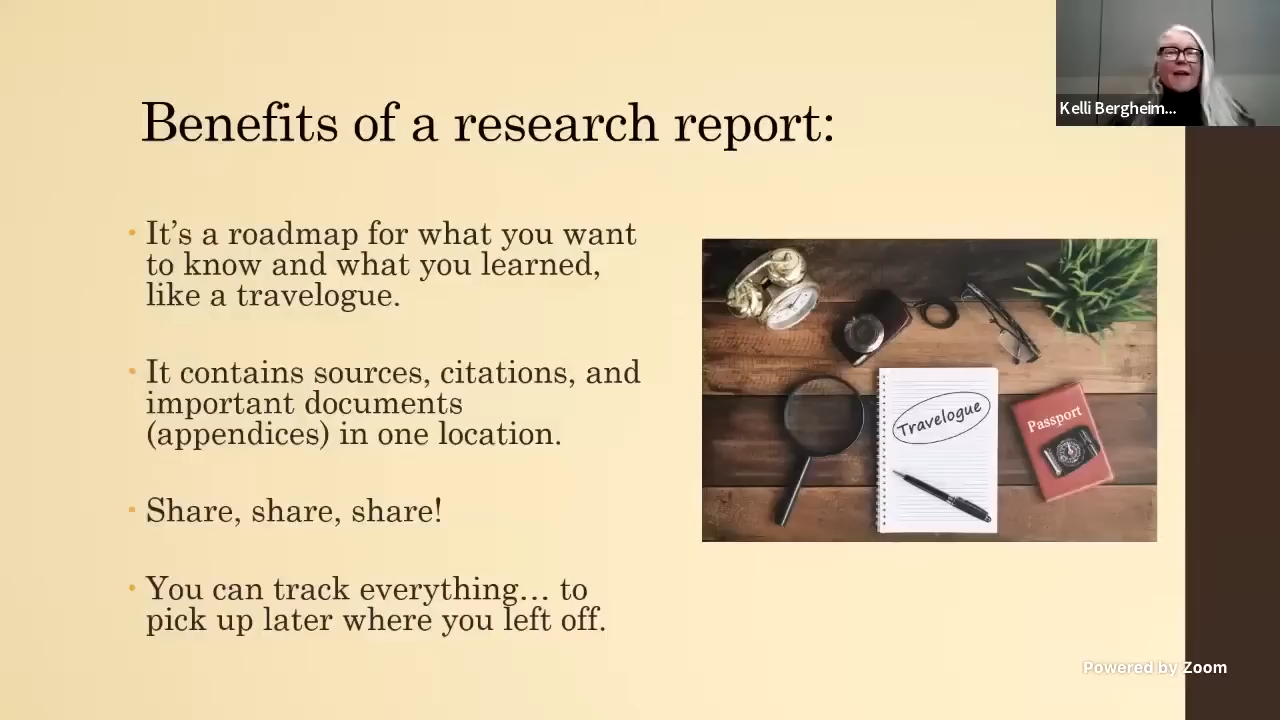 Kelli Bergheim...
Benefits of a research report:
• It's a roadmap for what you want
to know and what you learned,
like a travelogue.
• It contains sources, citations, and
important documents
(appendices) in one location.
• Share, share, share!
• You can track everything... to
pick up later where you left off.
Travelogue
Passport
Powered by Zoom